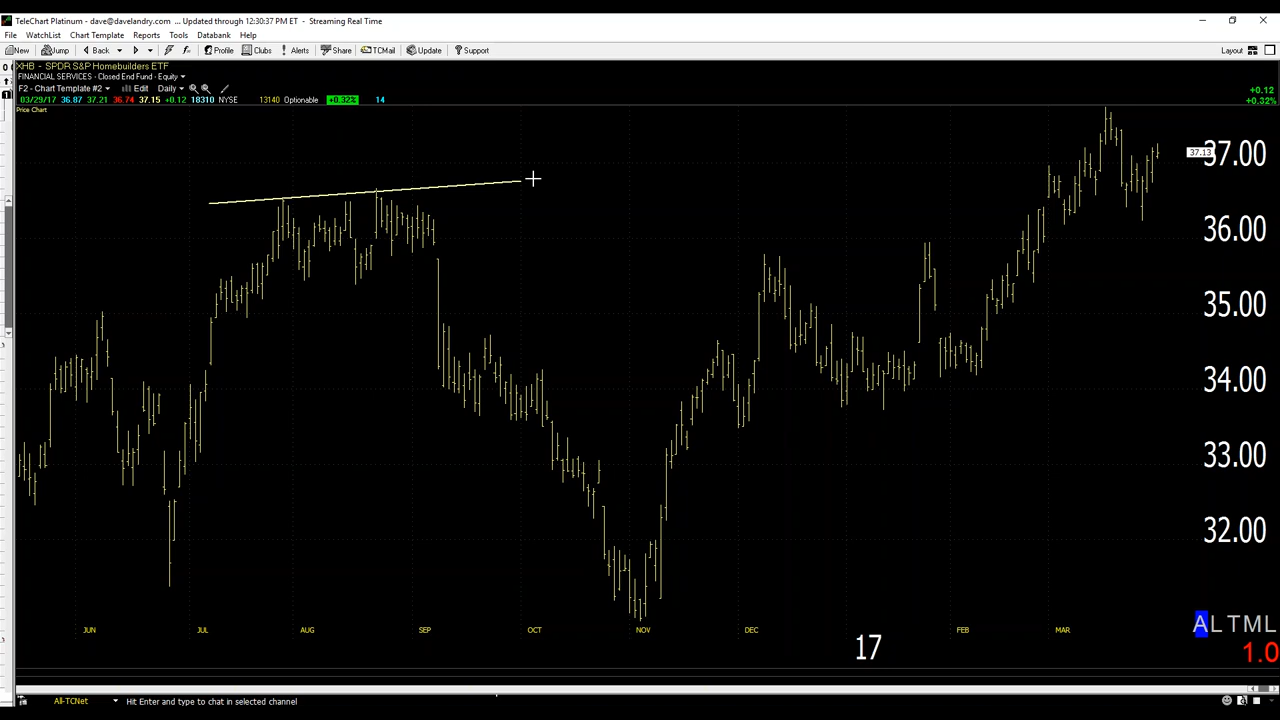 TeleChart Platinum - dave@davelandry.com ... Updated through 12:30:37 PM ET - Streaming Real Time
File WatchList Chart Template Reports Tools Databank Help
New Jump Back Profile Clubs Alerts Share TCMail Update Support Layout
XHB - SPDR S&P Homebuilders ETF
FINANCIAL SERVICES - Closed End Fund - Equity
F2 - Chart Template #2 Edit Daily
+0.12
03/29/17 36.87 37.21 36.74 37.15 +0.12 18310 NYSE 13140 Optionable +0.32% 14
+0.32%
Price Chart
37.13
37.00
36.00
35.00
34.00
33.00
32.00
JUN JUL AUG SEP OCT NOV DEC 17 FEB MAR
ALTML
1.0
All-TCNet Hit Enter and type to chat in selected channel